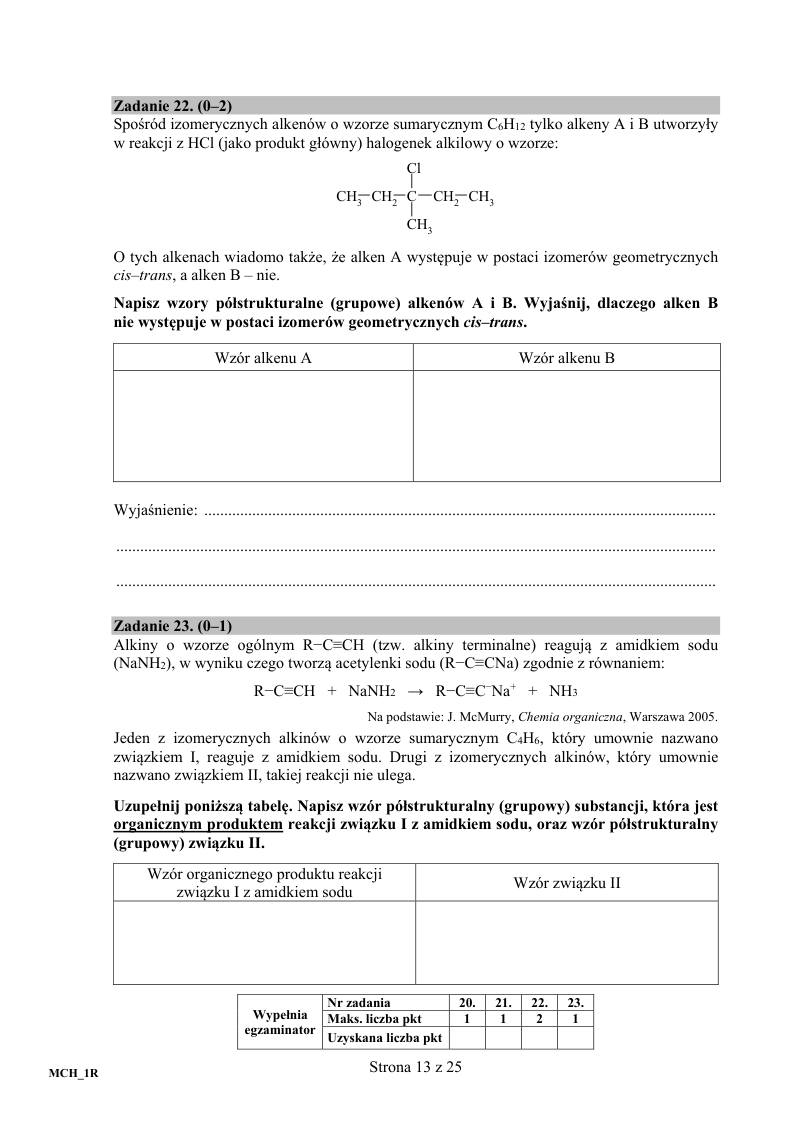 Zadanie 22. (0–2)
Spośród izomerycznych alkenów o wzorze sumarycznym C₆H₁₂ tylko alkeny A i B utworzyły
w reakcji z HCl (jako produkt główny) halogenek alkilowy o wzorze:
Cl
CH₃–CH₂–C–CH₂–CH₃
CH₃
O tych alkenach wiadomo także, że alken A występuje w postaci izomerów geometrycznych
cis–trans, a alken B – nie.
Napisz wzory półstrukturalne (grupowe) alkenów A i B. Wyjaśnij, dlaczego alken B
nie występuje w postaci izomerów geometrycznych cis–trans.
Wzór alkenu A
Wzór alkenu B
Wyjaśnienie: ................................................................................................................................
......................................................................................................................................................
......................................................................................................................................................
Zadanie 23. (0–1)
Alkiny o wzorze ogólnym R−C≡CH (tzw. alkiny terminalne) reagują z amidkiem sodu
(NaNH₂), w wyniku czego tworzą acetylenki sodu (R−C≡CNa) zgodnie z równaniem:
R−C≡CH + NaNH₂ → R−C≡C⁻Na⁺ + NH₃
Na podstawie: J. McMurry, Chemia organiczna, Warszawa 2005.
Jeden z izomerycznych alkinów o wzorze sumarycznym C₄H₆, który umownie nazwano
związkiem I, reaguje z amidkiem sodu. Drugi z izomerycznych alkinów, który umownie
nazwano związkiem II, takiej reakcji nie ulega.
Uzupełnij poniższą tabelę. Napisz wzór półstrukturalny (grupowy) substancji, która jest
organicznym produktem reakcji związku I z amidkiem sodu, oraz wzór półstrukturalny
(grupowy) związku II.
Wzór organicznego produktu reakcji
związku I z amidkiem sodu
Wzór związku II
Wypełnia
egzaminator
Nr zadania 20. 21. 22. 23.
Maks. liczba pkt 1 1 2 1
Uzyskana liczba pkt
Strona 13 z 25
MCH_1R